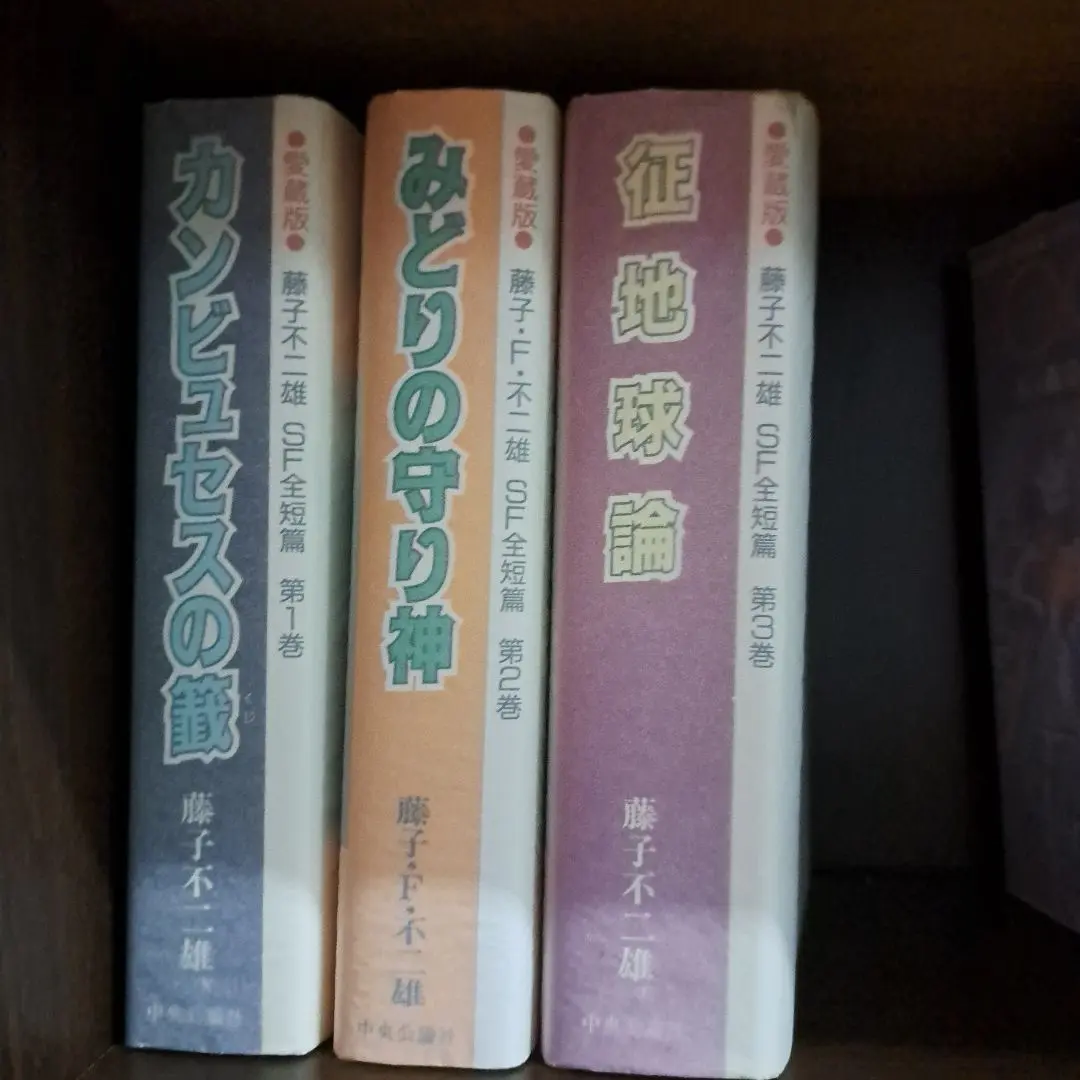 カンビュセスの籤
くじ
藤子不二雄
中央公論社
●愛蔵版●
藤子不二雄 SF全短篇 第1巻
みどりの守り神
藤子・F・不二雄
中央公論社
●愛蔵版●
藤子・F・不二雄 SF全短篇 第2巻
征地球論
藤子不二雄
中央公論社
●愛蔵版●
藤子不二雄 SF全短篇 第3巻